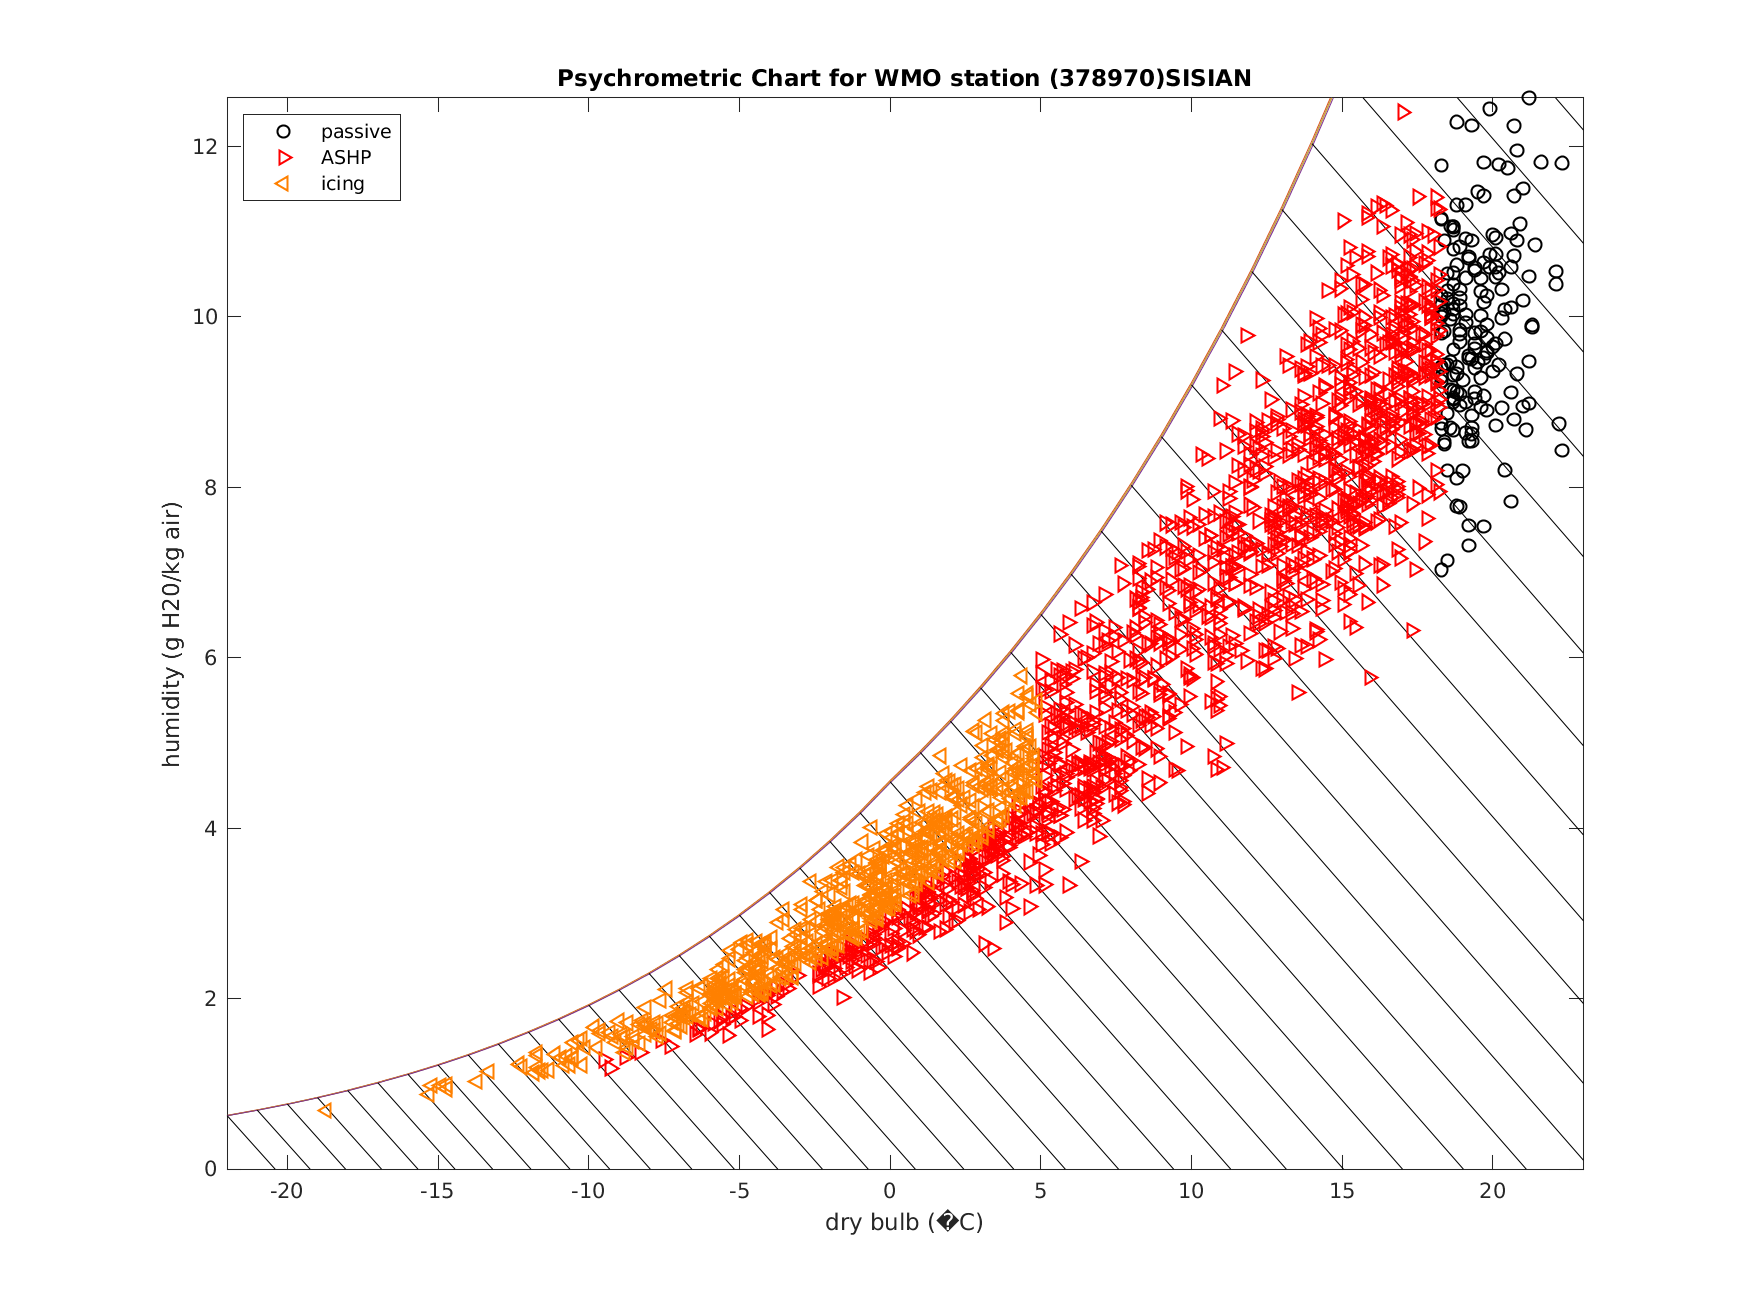 Psychrometric Chart for WMO station (378970)SISIAN
passive
ASHP
icing
humidity (g H20/kg air)
12
10
8
6
4
2
0
-20 -15 -10 -5 0 5 10 15 20
dry bulb (�C)